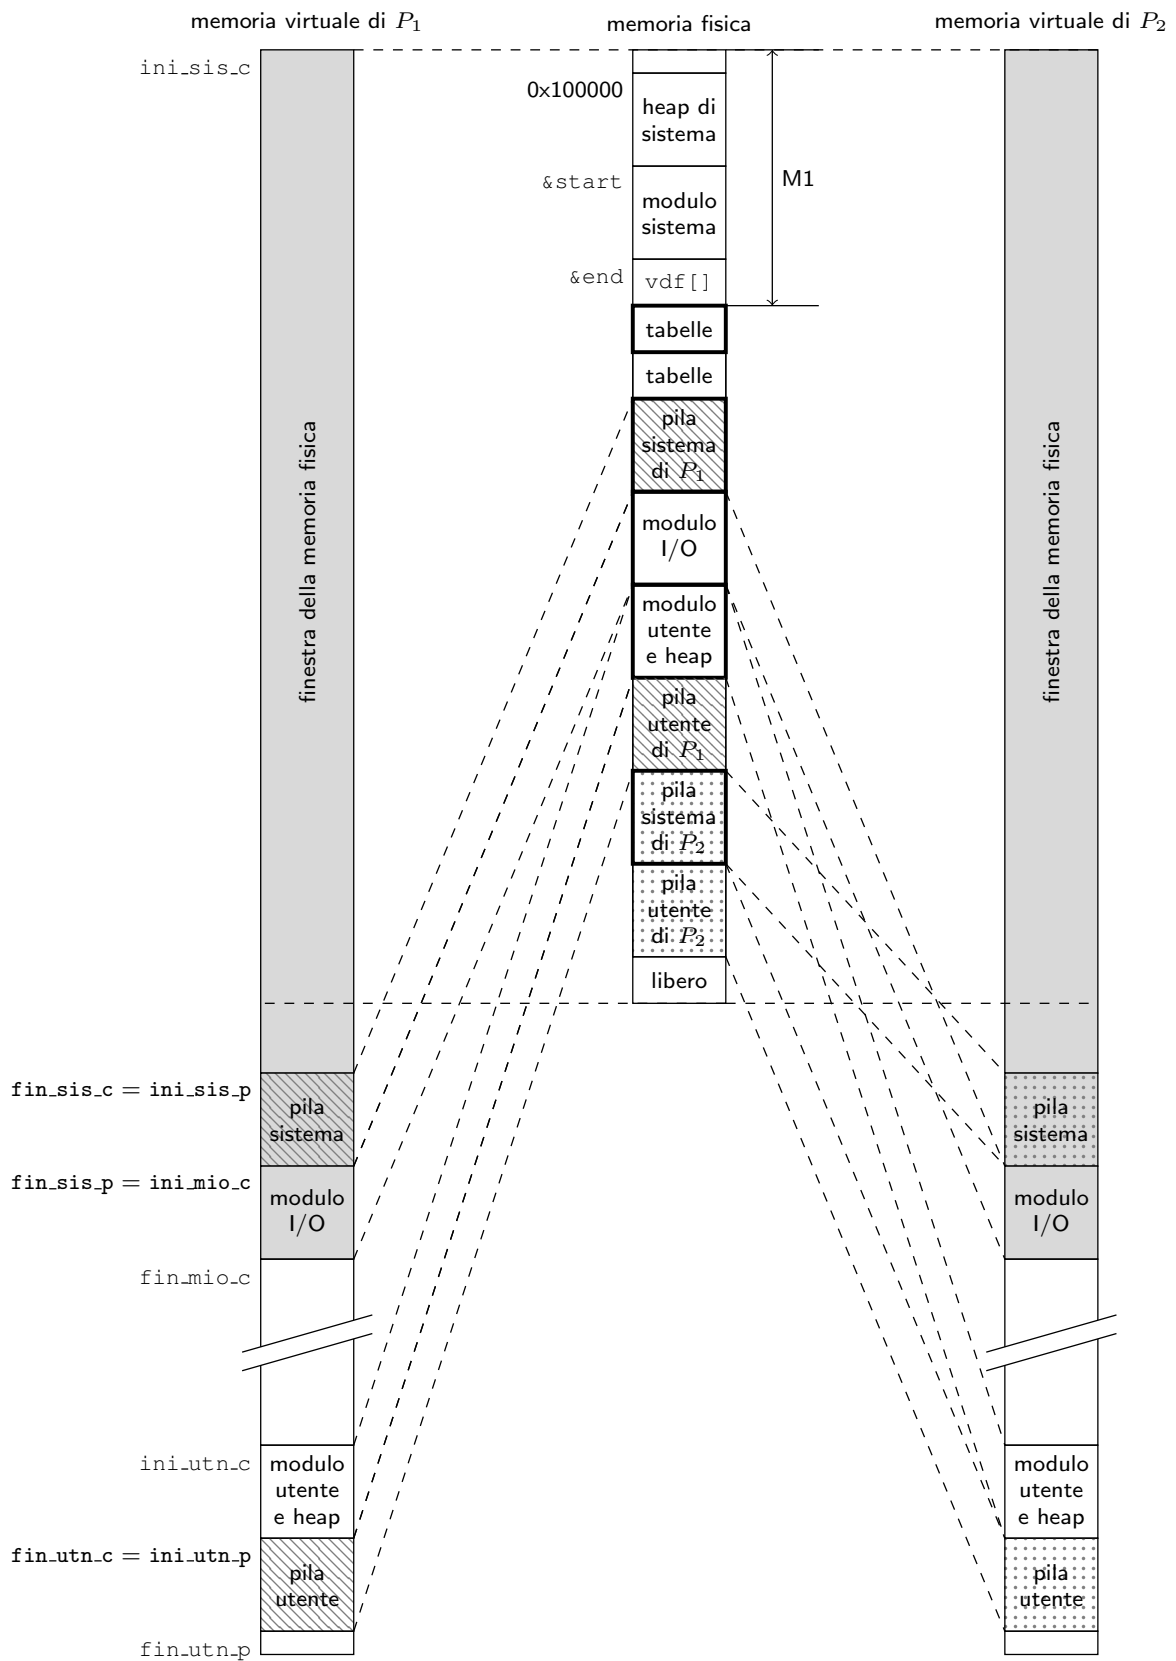 memoria virtuale di P1
memoria fisica
memoria virtuale di P2
ini_sis_c
0x100000
heap di
sistema
&start
modulo
sistema
M1
&end
vdf[]
tabelle
tabelle
pila
sistema
di P1
modulo
I/O
modulo
utente
e heap
pila
utente
di P1
pila
sistema
di P2
pila
utente
di P2
libero
finestra della memoria fisica
finestra della memoria fisica
fin_sis_c = ini_sis_p
pila
sistema
pila
sistema
fin_sis_p = ini_mio_c
modulo
I/O
modulo
I/O
fin_mio_c
ini_utn_c
modulo
utente
e heap
modulo
utente
e heap
fin_utn_c = ini_utn_p
pila
utente
pila
utente
fin_utn_p